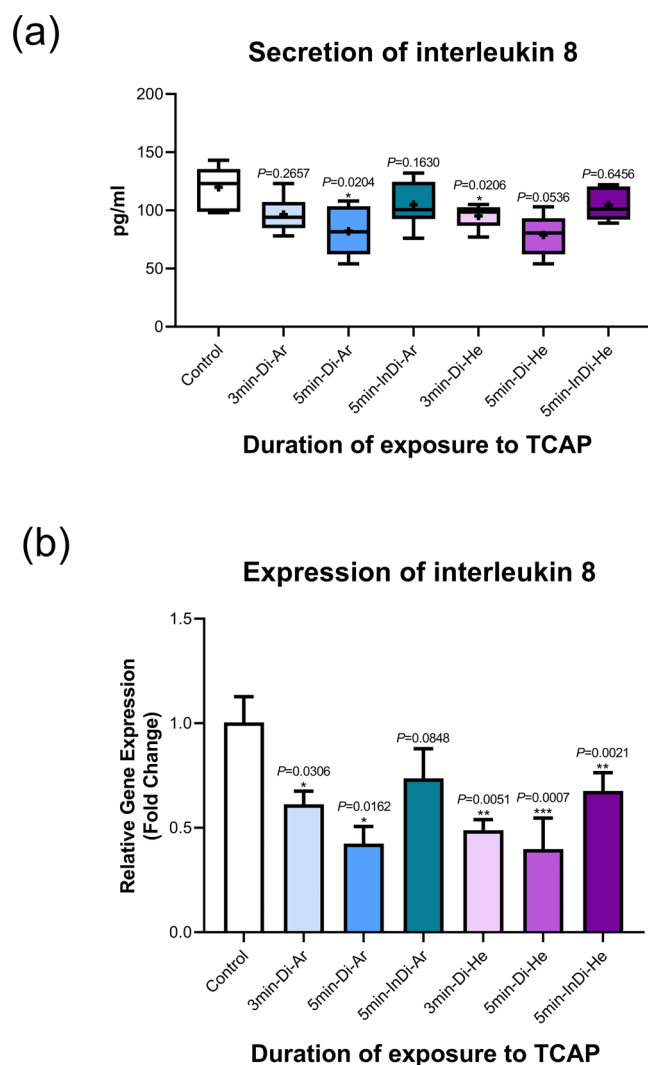 (a)
Secretion of interleukin 8
200
150
100
50
0
pg/ml
P=0.2657
P=0.0204
*
P=0.1630
P=0.0206
*
P=0.0536
P=0.6456
Control
3min-Di-Ar
5min-Di-Ar
5min-InDi-Ar
3min-Di-He
5min-Di-He
5min-InDi-He
Duration of exposure to TCAP
(b)
Expression of interleukin 8
1.5
1.0
0.5
0.0
Relative Gene Expression
(Fold Change)
P=0.0306
*
P=0.0162
*
P=0.0848
P=0.0051
**
P=0.0007
***
P=0.0021
**
Control
3min-Di-Ar
5min-Di-Ar
5min-InDi-Ar
3min-Di-He
5min-Di-He
5min-InDi-He
Duration of exposure to TCAP